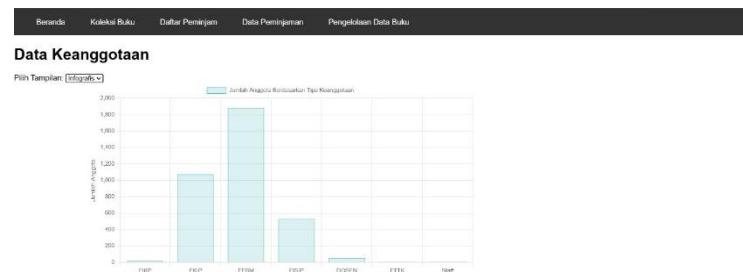 Beranda Koleksi Buku Daftar Peminjam Data Peminjaman Pengelolaan Data Buku
Data Keanggotaan
Pilih Tampilan: Infografis
Jumlah Anggota Berdasarkan Tipe Keanggotaan
2,000
1,800
1,600
1,400
1,200
1,000
800
600
400
200
0
Jumlah Anggota
FKIP FEBM FISIP DOSEN FTTK Staff